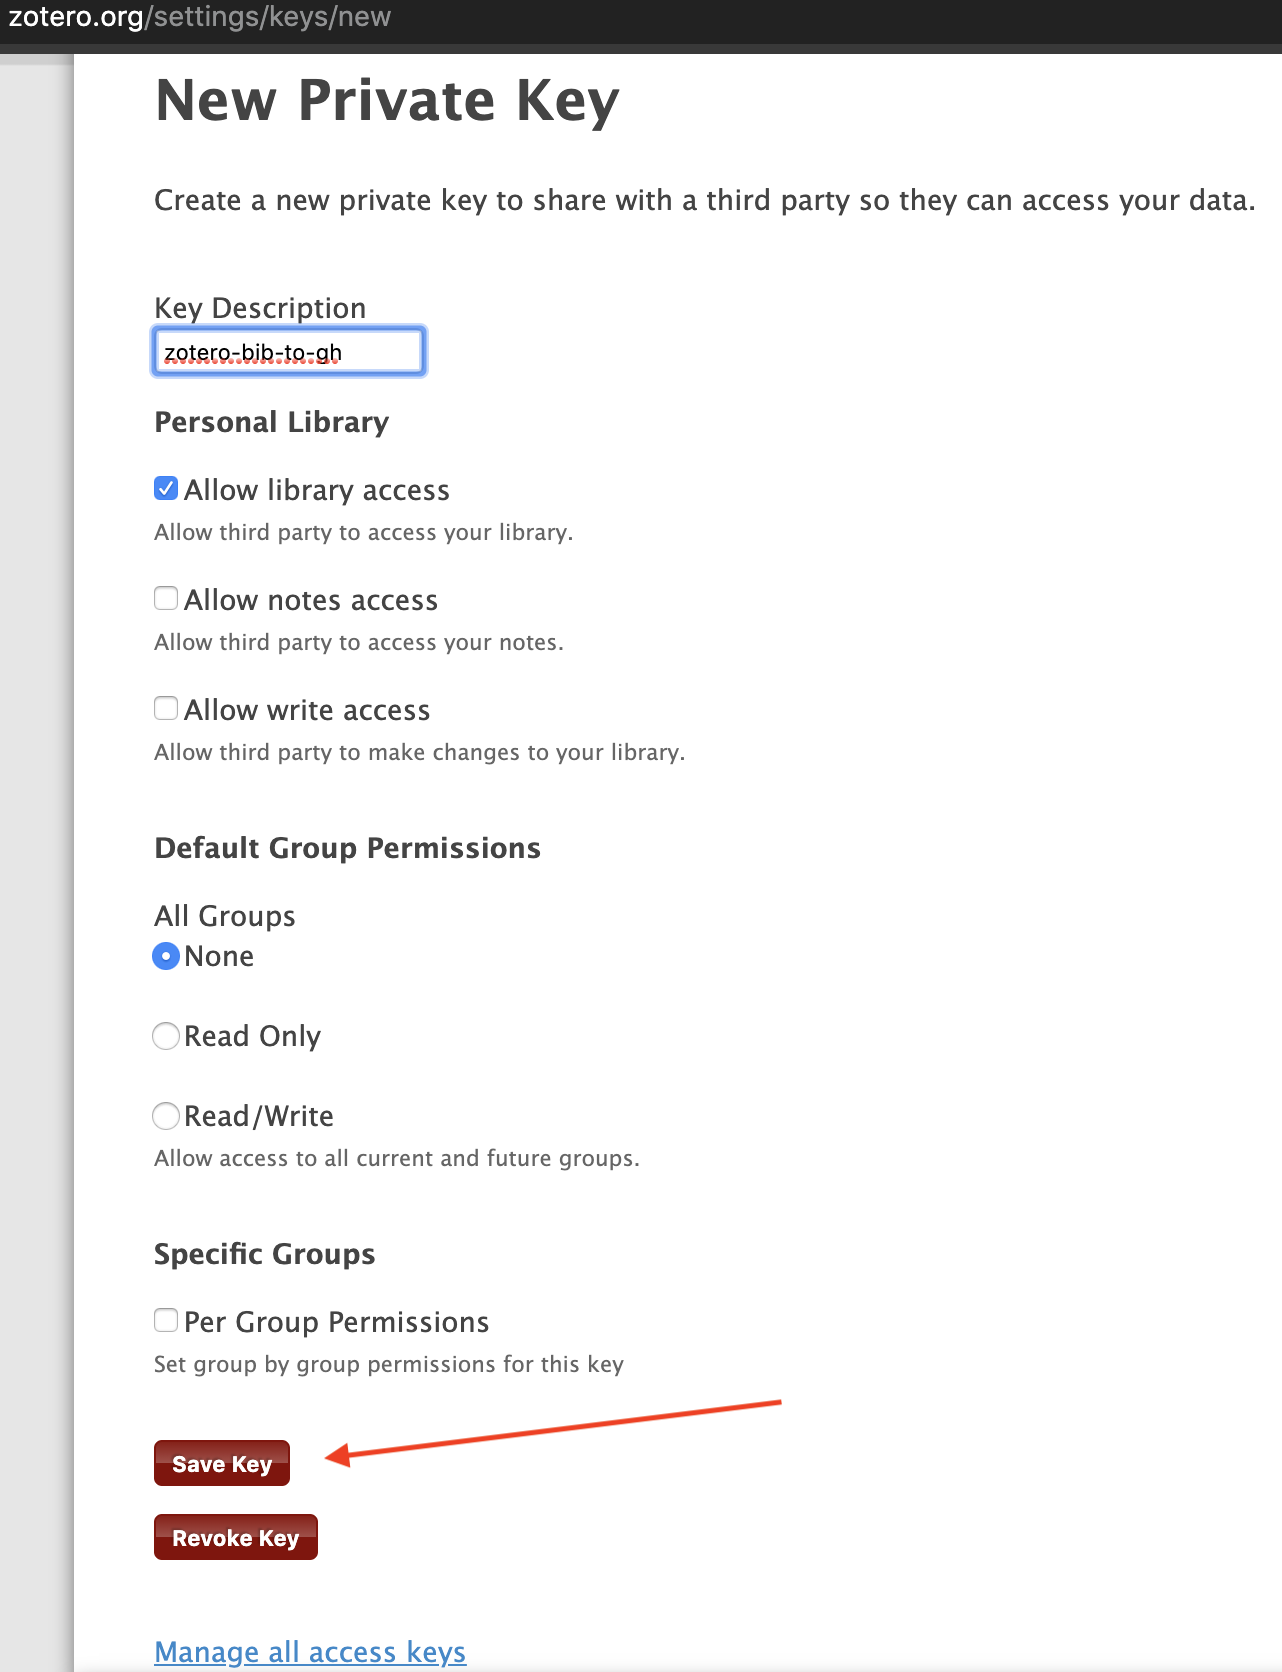 zotero.org/settings/keys/new
New Private Key
Create a new private key to share with a third party so they can access your data.
Key Description
zotero-bib-to-gh
Personal Library
Allow library access
Allow third party to access your library.
Allow notes access
Allow third party to access your notes.
Allow write access
Allow third party to make changes to your library.
Default Group Permissions
All Groups
None
Read Only
Read/Write
Allow access to all current and future groups.
Specific Groups
Per Group Permissions
Set group by group permissions for this key
Save Key
Revoke Key
Manage all access keys